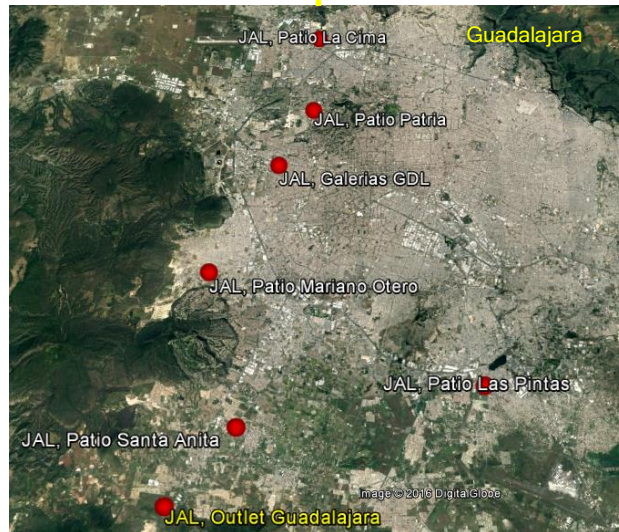 JAL, Patio La Cima
Guadalajara
JAL, Patio Patria
JAL, Galerias GDL
JAL, Patio Mariano Otero
JAL, Patio Las Pintas
JAL, Patio Santa Anita
Image © 2016 DigitalGlobe
JAL, Outlet Guadalajara